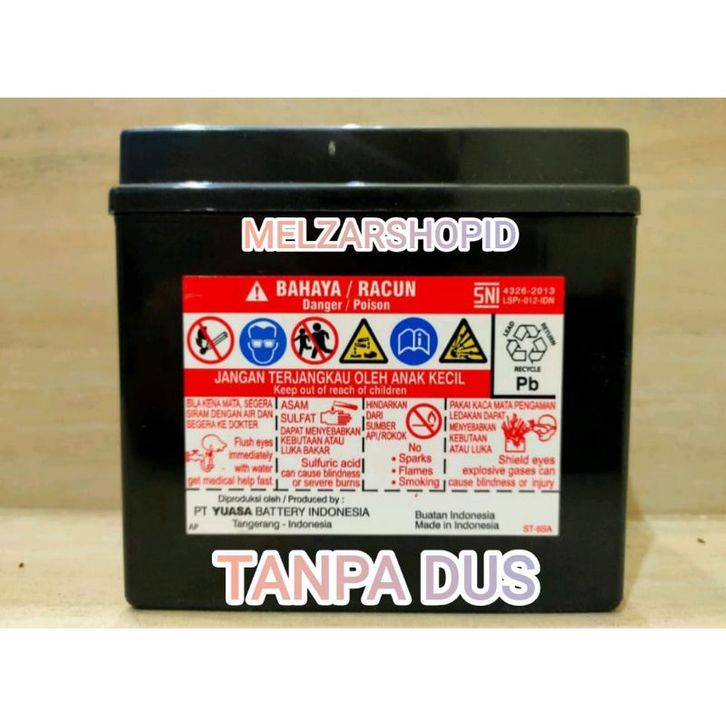 MELZARSHOPID
BAHAYA / RACUN
Danger / Poison
SNI
4326-2013
LSPr-012-IDN
LEAD
RETURN
RECYCLE
Pb
JANGAN TERJANGKAU OLEH ANAK KECIL
Keep out of reach of children
BILA KENA MATA, SEGERA
SIRAM DENGAN AIR DAN
SEGERA KE DOKTER
Flush eyes
immediately
with water
get medical help fast
ASAM
SULFAT
DAPAT MENYEBABKAN
KEBUTAAN ATAU
LUKA BAKAR
Sulfuric acid
can cause blindness
or severe burns
HINDARKAN
DARI
SUMBER
API/ROKOK
No
• Sparks
• Flames
• Smoking
PAKAI KACA MATA PENGAMAN
LEDAKAN DAPAT
MENYEBABKAN
KEBUTAAN
ATAU LUKA
Shield eyes
explosive gases can
cause blindness or injury
Diproduksi oleh / Produced by :
PT YUASA BATTERY INDONESIA
Tangerang - Indonesia
AP
Buatan Indonesia
Made in Indonesia
ST-8SA
TANPA DUS